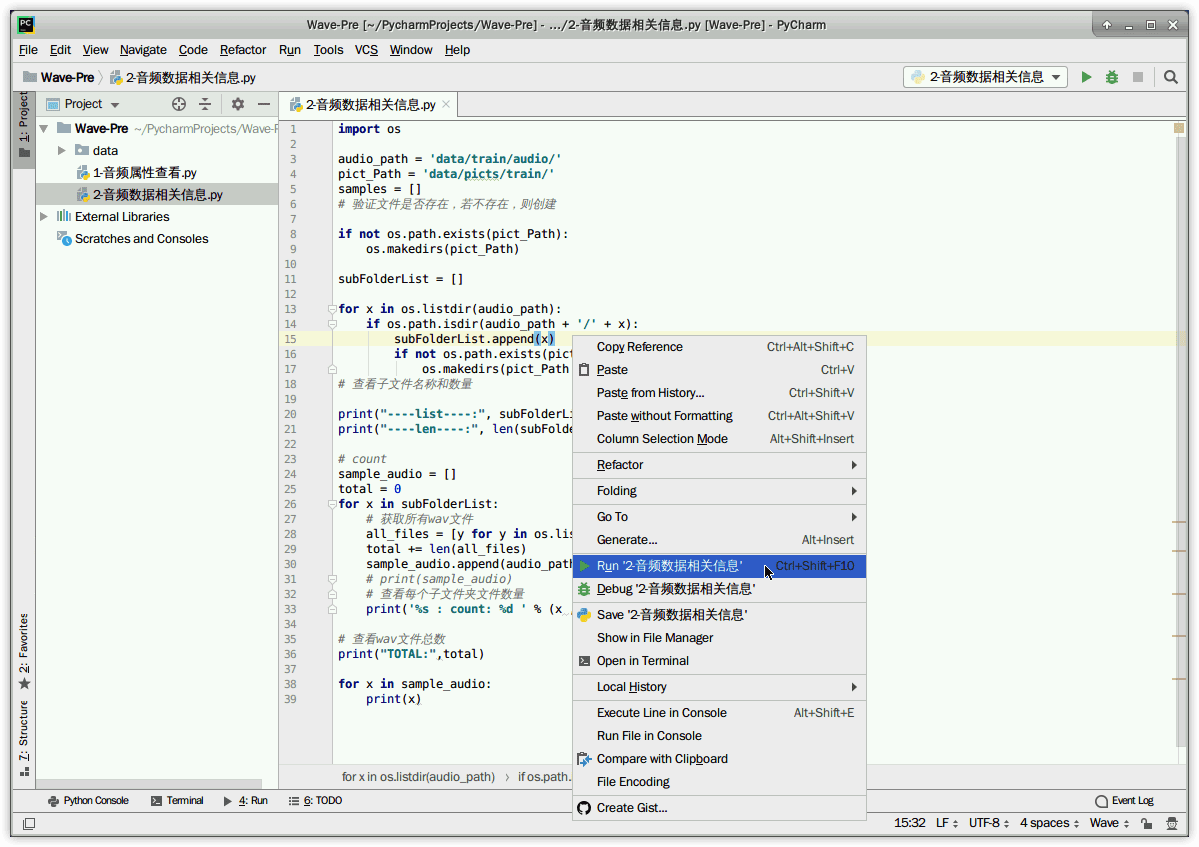 PC
Wave-Pre [~/PycharmProjects/Wave-Pre] - .../2-音频数据相关信息.py [Wave-Pre] - PyCharm
File Edit View Navigate Code Refactor Run Tools VCS Window Help
Wave-Pre 2-音频数据相关信息.py
2-音频数据相关信息
1: Project
Project
2-音频数据相关信息.py
Wave-Pre ~/PycharmProjects/Wave-F
data
1-音频属性查看.py
2-音频数据相关信息.py
External Libraries
Scratches and Consoles
2: Favorites
7: Structure
1 import os
2
3 audio_path = 'data/train/audio/'
4 pict_Path = 'data/picts/train/'
5 samples = []
6 # 验证文件是否存在，若不存在，则创建
7
8 if not os.path.exists(pict_Path):
9 os.makedirs(pict_Path)
10
11 subFolderList = []
12
13 for x in os.listdir(audio_path):
14 if os.path.isdir(audio_path + '/' + x):
15 subFolderList.append(x)
16 if not os.path.exists(pict
17 os.makedirs(pict_Path
18 # 查看子文件名称和数量
19
20 print("----list----:", subFolderLi
21 print("----len----:", len(subFolde
22
23 # count
24 sample_audio = []
25 total = 0
26 for x in subFolderList:
27 # 获取所有wav文件
28 all_files = [y for y in os.lis
29 total += len(all_files)
30 sample_audio.append(audio_path
31 # print(sample_audio)
32 # 查看每个子文件夹文件数量
33 print('%s : count: %d ' % (x ,
34
35 # 查看wav文件总数
36 print("TOTAL:",total)
37
38 for x in sample_audio:
39 print(x)
Copy Reference Ctrl+Alt+Shift+C
Paste Ctrl+V
Paste from History... Ctrl+Shift+V
Paste without Formatting Ctrl+Alt+Shift+V
Column Selection Mode Alt+Shift+Insert
Refactor
Folding
Go To
Generate... Alt+Insert
Run '2-音频数据相关信息' Ctrl+Shift+F10
Debug '2-音频数据相关信息'
Save '2-音频数据相关信息'
Show in File Manager
Open in Terminal
Local History
Execute Line in Console Alt+Shift+E
Run File in Console
Compare with Clipboard
File Encoding
Create Gist...
for x in os.listdir(audio_path) › if os.path.
Python Console Terminal 4: Run 6: TODO Event Log
15:32 LF UTF-8 4 spaces Wave